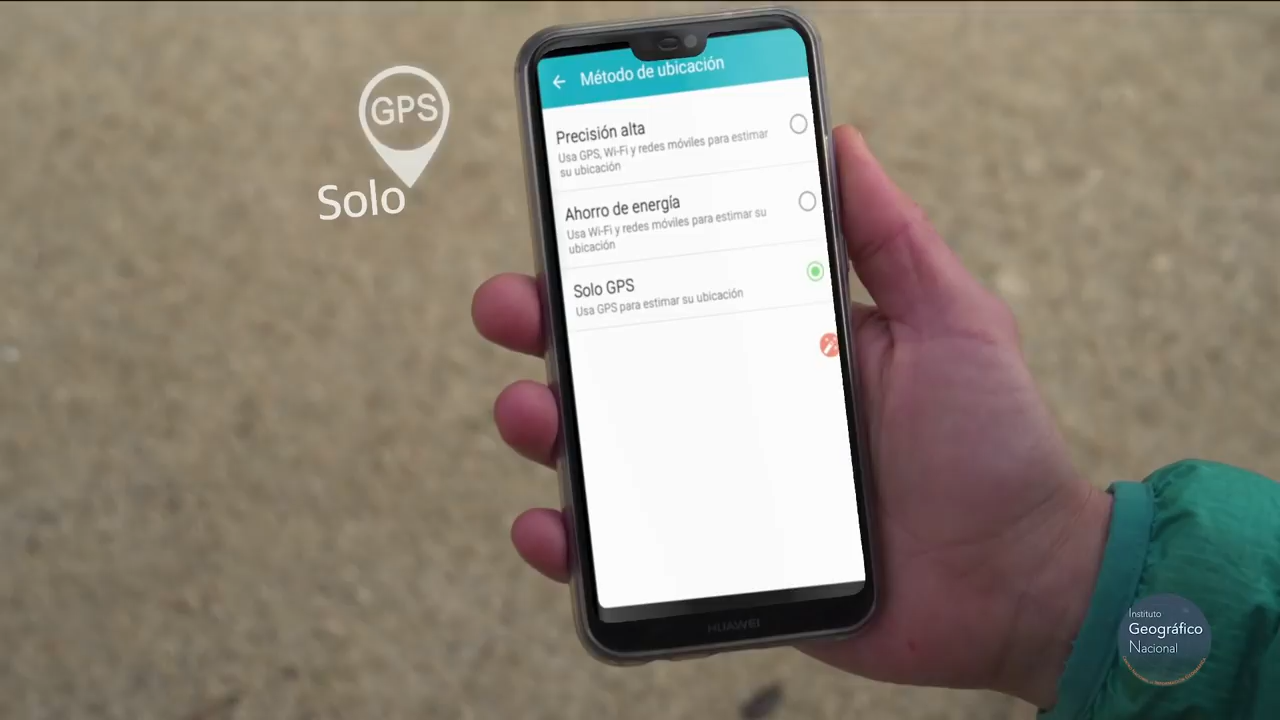 GPS
Solo
Método de ubicación
Precisión alta
Usa GPS, Wi-Fi y redes móviles para estimar
su ubicación
Ahorro de energía
Usa Wi-Fi y redes móviles para estimar su
ubicación
Solo GPS
Usa GPS para estimar su ubicación
HUAWEI
Instituto
Geográfico
Nacional